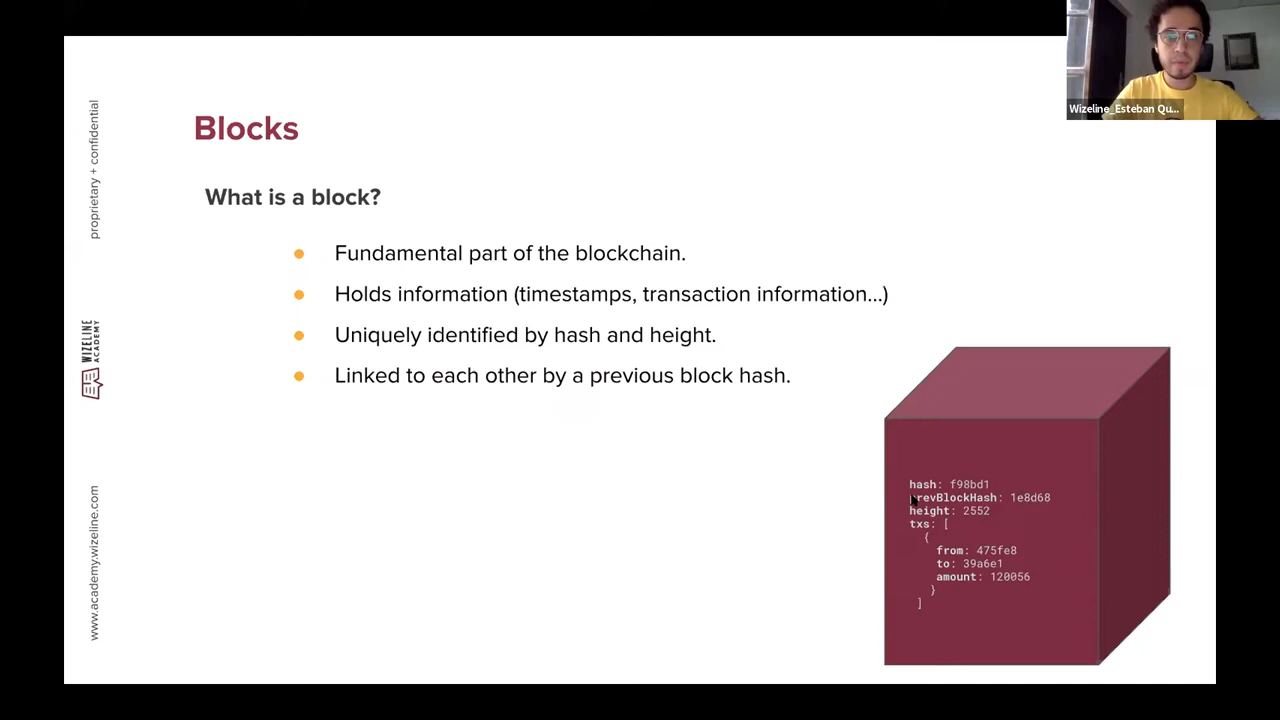 Wizeline_Esteban Qu...
proprietary + confidential
WIZELINE
ACADEMY
www.academy.wizeline.com
Blocks
What is a block?
Fundamental part of the blockchain.
Holds information (timestamps, transaction information...)
Uniquely identified by hash and height.
Linked to each other by a previous block hash.
hash: f98bd1
prevBlockHash: 1e8d68
height: 2552
txs: [
{
from: 475fe8
to: 39a6e1
amount: 120056
}
]